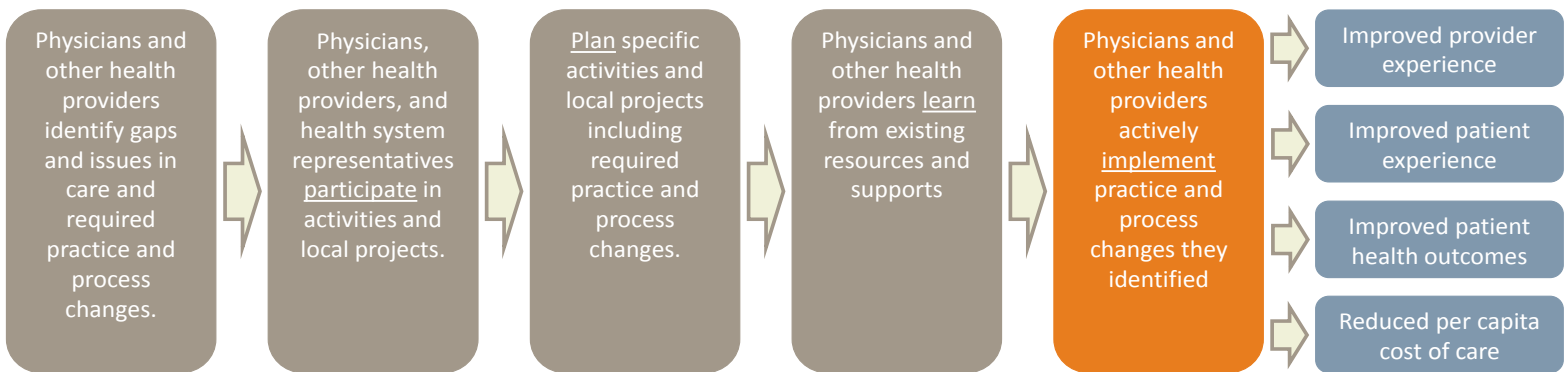 Physicians and
other health
providers
identify gaps
and issues in
care and
required
practice and
process
changes.
Physicians,
other health
providers, and
health system
representatives
participate in
activities and
local projects.
Plan specific
activities and
local projects
including
required
practice and
process
changes.
Physicians and
other health
providers learn
from existing
resources and
supports
Physicians and
other health
providers
actively
implement
practice and
process
changes they
identified
Improved provider
experience
Improved patient
experience
Improved patient
health outcomes
Reduced per capita
cost of care